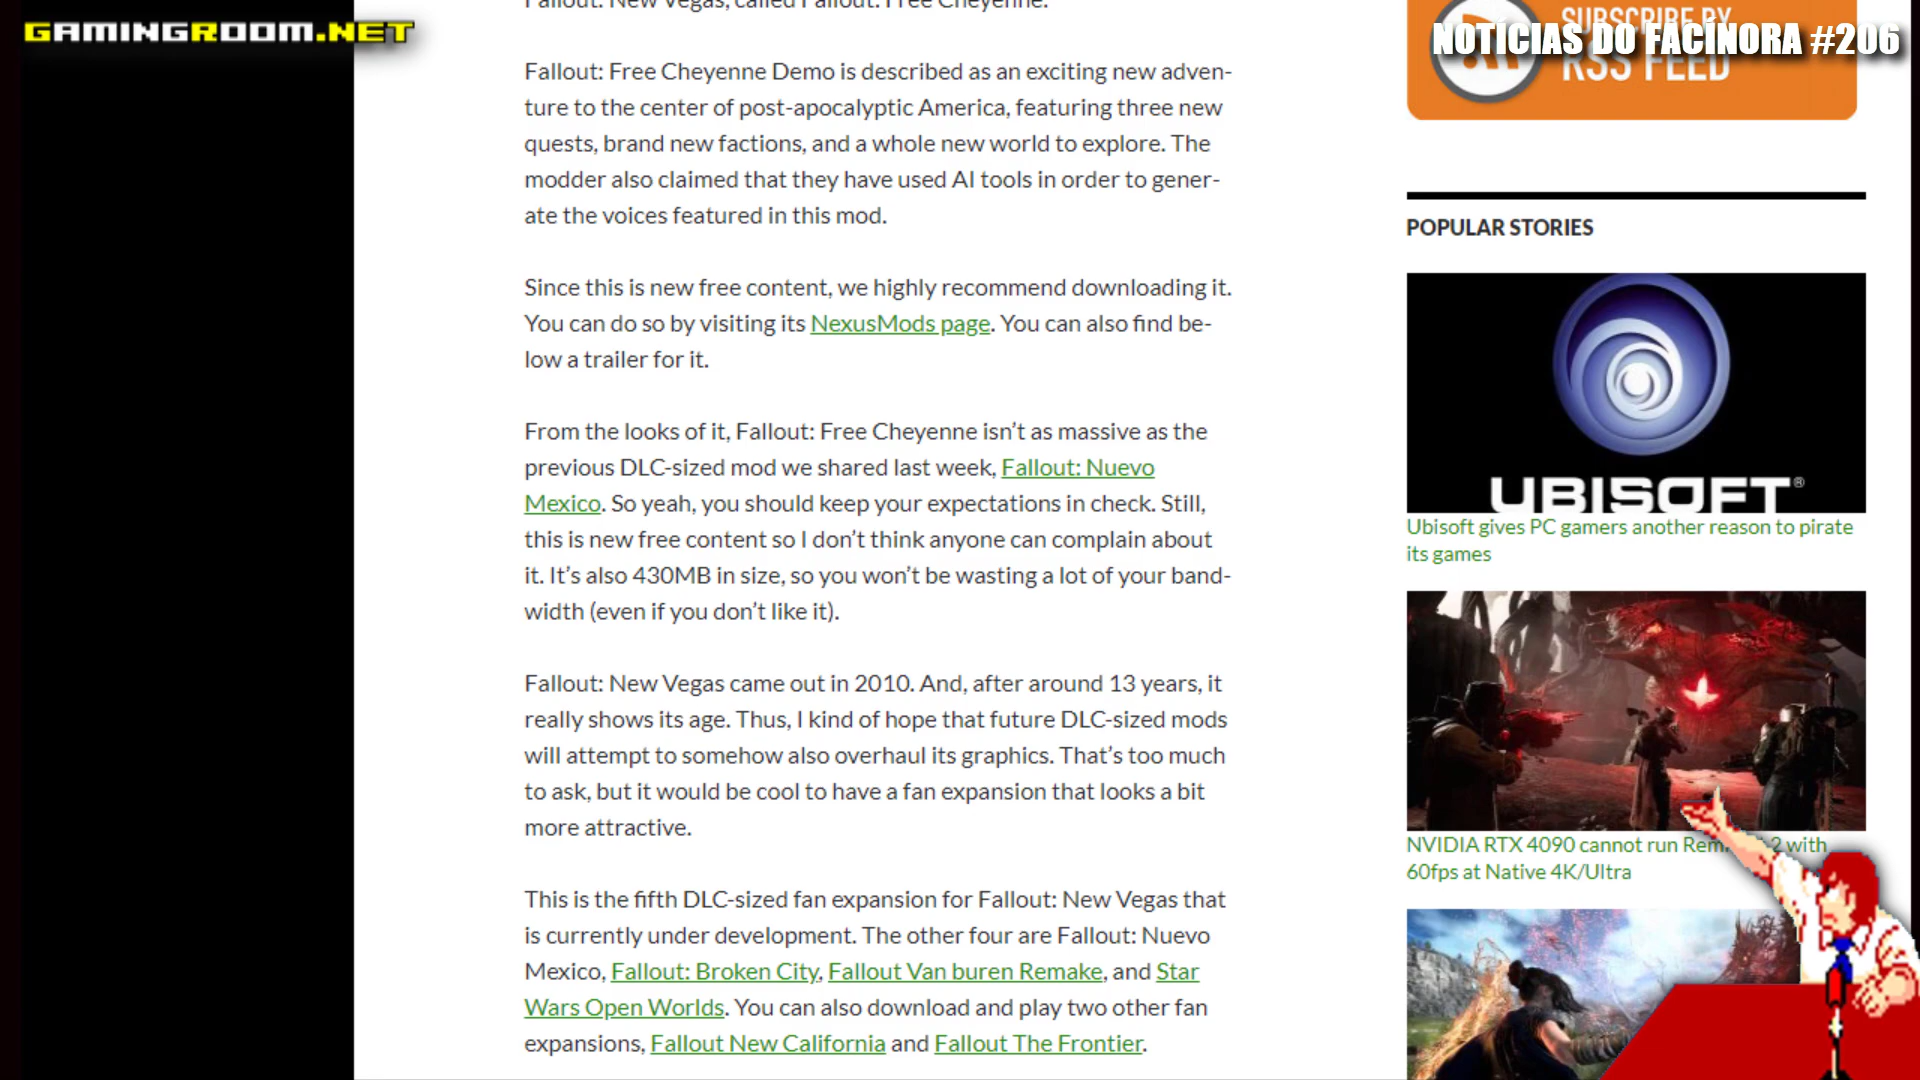 GAMINGROOM.NET
NOTÍCIAS DO FACÍNORA #206
Fallout: New Vegas, called Fallout: Free Cheyenne.
Fallout: Free Cheyenne Demo is described as an exciting new adven-
ture to the center of post-apocalyptic America, featuring three new
quests, brand new factions, and a whole new world to explore. The
modder also claimed that they have used AI tools in order to gener-
ate the voices featured in this mod.
Since this is new free content, we highly recommend downloading it.
You can do so by visiting its NexusMods page. You can also find be-
low a trailer for it.
From the looks of it, Fallout: Free Cheyenne isn’t as massive as the
previous DLC-sized mod we shared last week, Fallout: Nuevo
Mexico. So yeah, you should keep your expectations in check. Still,
this is new free content so I don’t think anyone can complain about
it. It’s also 430MB in size, so you won’t be wasting a lot of your band-
width (even if you don’t like it).
Fallout: New Vegas came out in 2010. And, after around 13 years, it
really shows its age. Thus, I kind of hope that future DLC-sized mods
will attempt to somehow also overhaul its graphics. That’s too much
to ask, but it would be cool to have a fan expansion that looks a bit
more attractive.
This is the fifth DLC-sized fan expansion for Fallout: New Vegas that
is currently under development. The other four are Fallout: Nuevo
Mexico, Fallout: Broken City, Fallout Van buren Remake, and Star
Wars Open Worlds. You can also download and play two other fan
expansions, Fallout New California and Fallout The Frontier.
SUBSCRIBE BY
RSS FEED
POPULAR STORIES
UBISOFT®
Ubisoft gives PC gamers another reason to pirate
its games
NVIDIA RTX 4090 cannot run 2 with
60fps at Native 4K/Ultra